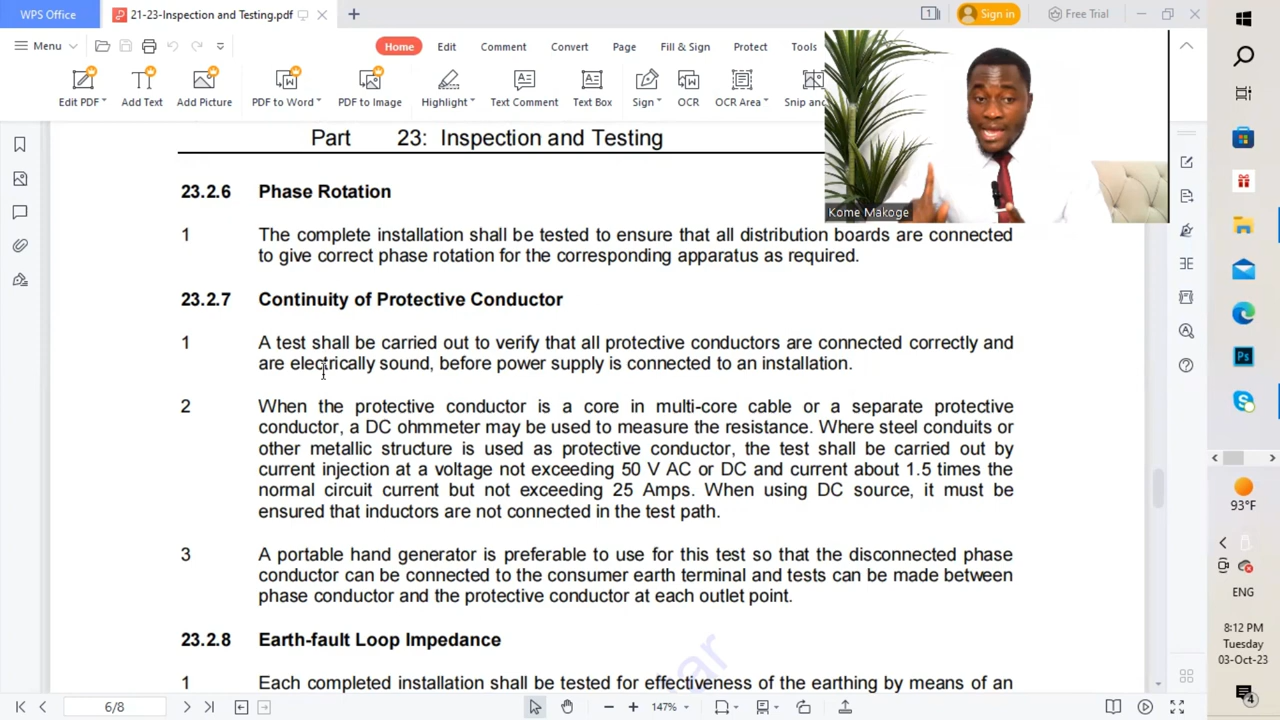 WPS Office
21-23-Inspection and Testing.pdf
1
Sign in
Free Trial
Menu
Home
Edit
Comment
Convert
Page
Fill & Sign
Protect
Tools
Edit PDF
Add Text
Add Picture
PDF to Word
PDF to Image
Highlight
Text Comment
Text Box
Sign
OCR
OCR Area
Snip and
Kome Makoge
Part 23: Inspection and Testing
23.2.6 Phase Rotation
1 The complete installation shall be tested to ensure that all distribution boards are connected
to give correct phase rotation for the corresponding apparatus as required.
23.2.7 Continuity of Protective Conductor
1 A test shall be carried out to verify that all protective conductors are connected correctly and
are electrically sound, before power supply is connected to an installation.
2 When the protective conductor is a core in multi-core cable or a separate protective
conductor, a DC ohmmeter may be used to measure the resistance. Where steel conduits or
other metallic structure is used as protective conductor, the test shall be carried out by
current injection at a voltage not exceeding 50 V AC or DC and current about 1.5 times the
normal circuit current but not exceeding 25 Amps. When using DC source, it must be
ensured that inductors are not connected in the test path.
3 A portable hand generator is preferable to use for this test so that the disconnected phase
conductor can be connected to the consumer earth terminal and tests can be made between
phase conductor and the protective conductor at each outlet point.
23.2.8 Earth-fault Loop Impedance
1 Each completed installation shall be tested for effectiveness of the earthing by means of an
6/8
147%
Ps
93°F
ENG
8:12 PM
Tuesday
03-Oct-23
4